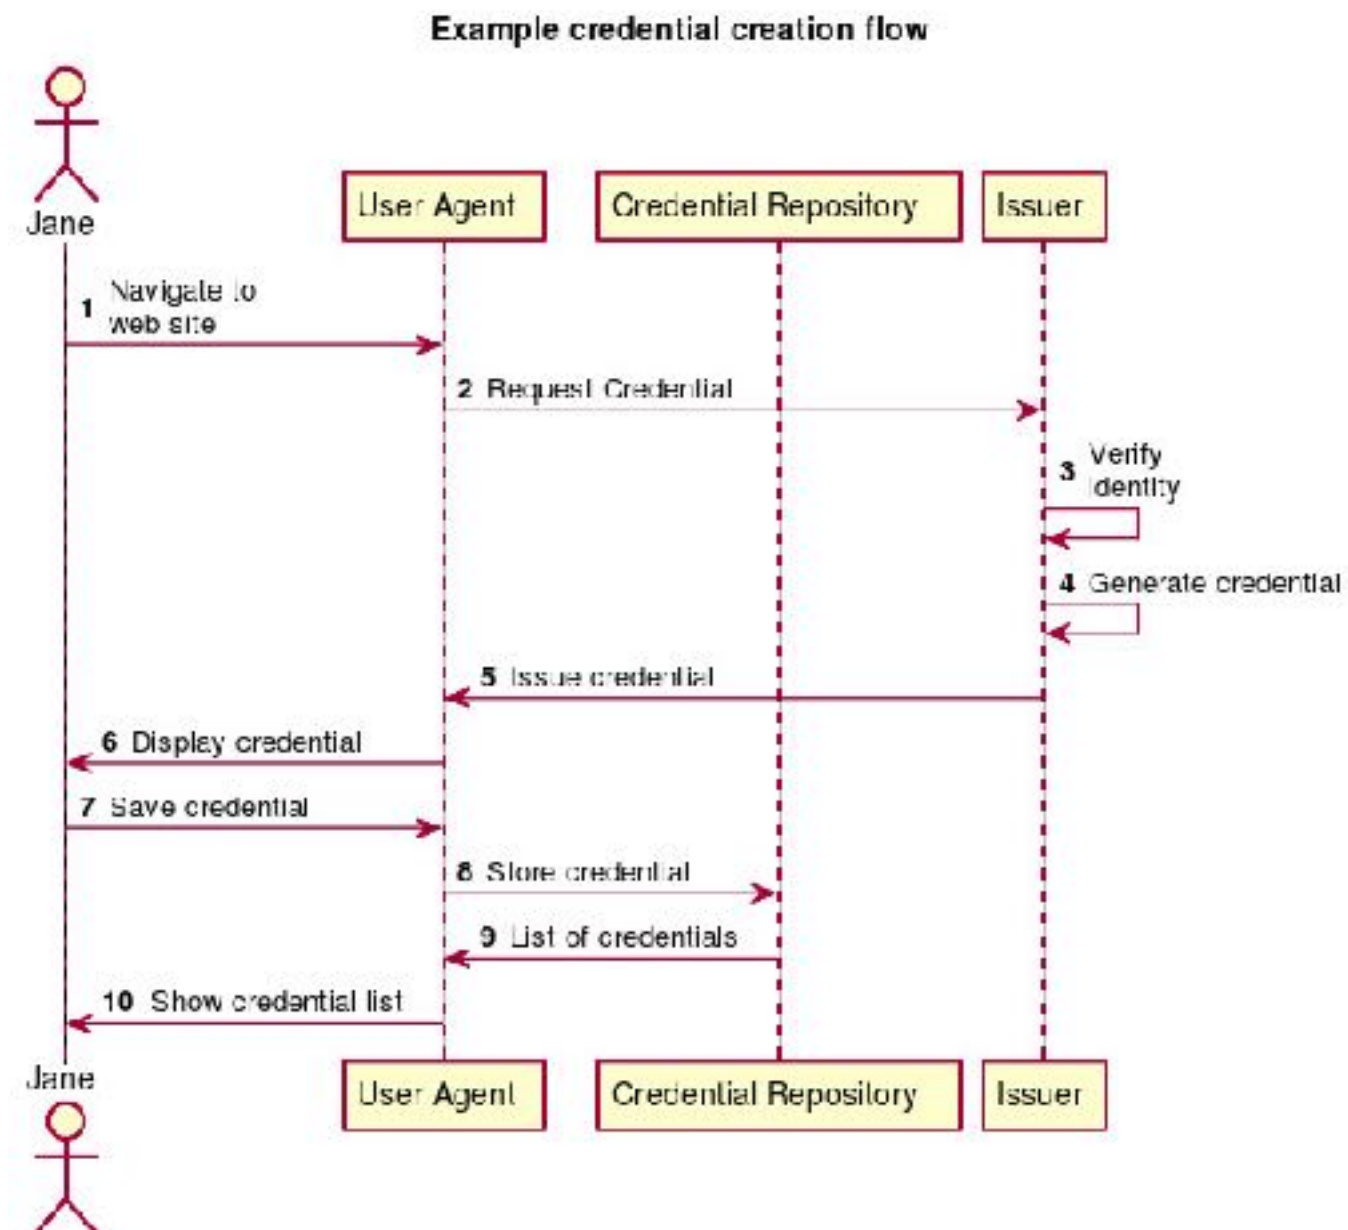 Example credential creation flow
Jane
User Agent
Credential Repository
Issuer
1 Navigate to
web site
2 Request Credential
3 Verify
identity
4 Generate credential
5 Issue credential
6 Display credential
7 Save credential
8 Store credential
9 List of credentials
10 Show credential list
Jane
User Agent
Credential Repository
Issuer